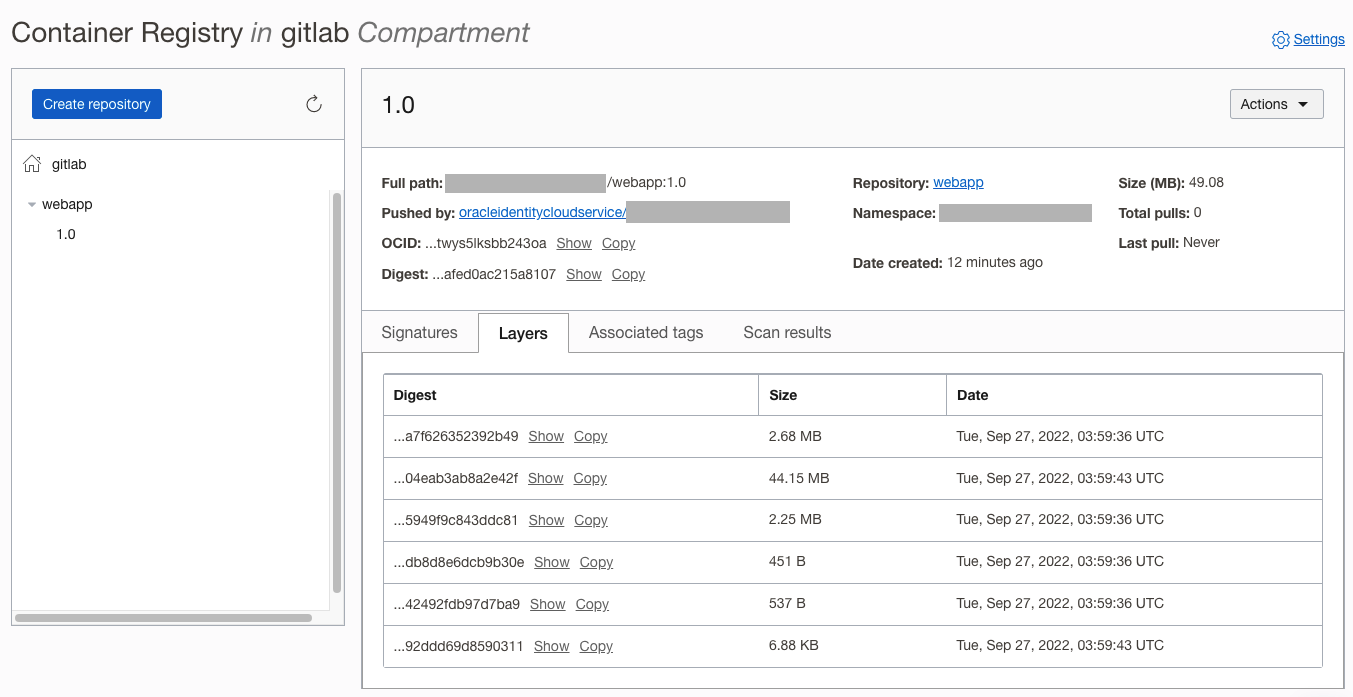 Container Registry in gitlab Compartment
Settings
Create repository
gitlab
webapp
1.0
1.0
Actions
Full path: /webapp:1.0
Pushed by: oracleidentitycloudservice/
OCID: ...twys5lksbb243oa Show Copy
Digest: ...afed0ac215a8107 Show Copy
Repository: webapp
Namespace:
Date created: 12 minutes ago
Size (MB): 49.08
Total pulls: 0
Last pull: Never
Signatures Layers Associated tags Scan results
Digest Size Date
...a7f626352392b49 Show Copy 2.68 MB Tue, Sep 27, 2022, 03:59:36 UTC
...04eab3ab8a2e42f Show Copy 44.15 MB Tue, Sep 27, 2022, 03:59:43 UTC
...5949f9c843ddc81 Show Copy 2.25 MB Tue, Sep 27, 2022, 03:59:36 UTC
...db8d8e6dcb9b30e Show Copy 451 B Tue, Sep 27, 2022, 03:59:36 UTC
...42492fdb97d7ba9 Show Copy 537 B Tue, Sep 27, 2022, 03:59:36 UTC
...92ddd69d8590311 Show Copy 6.88 KB Tue, Sep 27, 2022, 03:59:43 UTC